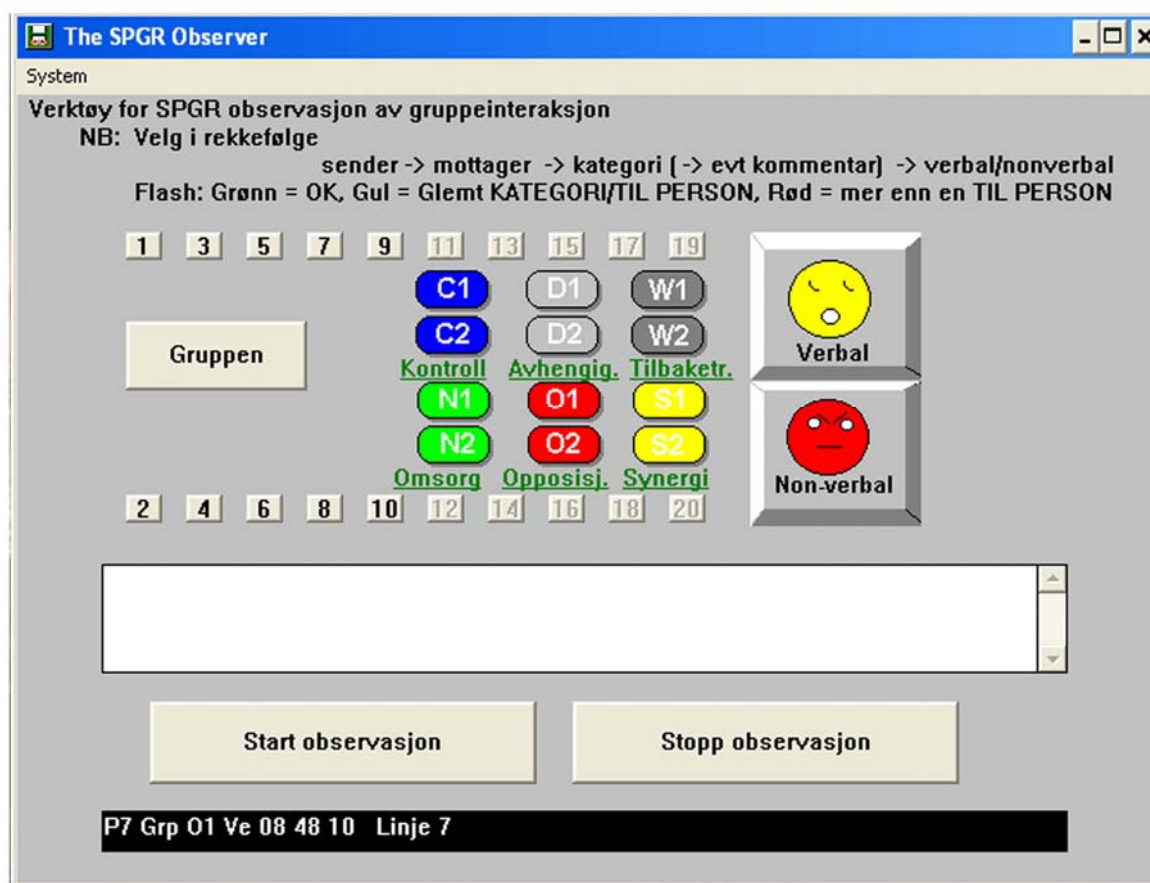 The SPGR Observer
System
Verktøy for SPGR observasjon av gruppeinteraksjon
NB: Velg i rekkefølge
sender -> mottager -> kategori ( -> evt kommentar) -> verbal/nonverbal
Flash: Grønn = OK, Gul = Glemt KATEGORI/TIL PERSON, Rød = mer enn en TIL PERSON
1 3 5 7 9 11 13 15 17 19
C1 D1 W1
C2 D2 W2
Gruppen
Verbal
Kontroll Avhengig. Tilbaketr.
N1 O1 S1
N2 O2 S2
Omsorg Opposisj. Synergi
Non-verbal
2 4 6 8 10 12 14 16 18 20
Start observasjon Stopp observasjon
P7 Grp O1 Ve 08 48 10 Linje 7